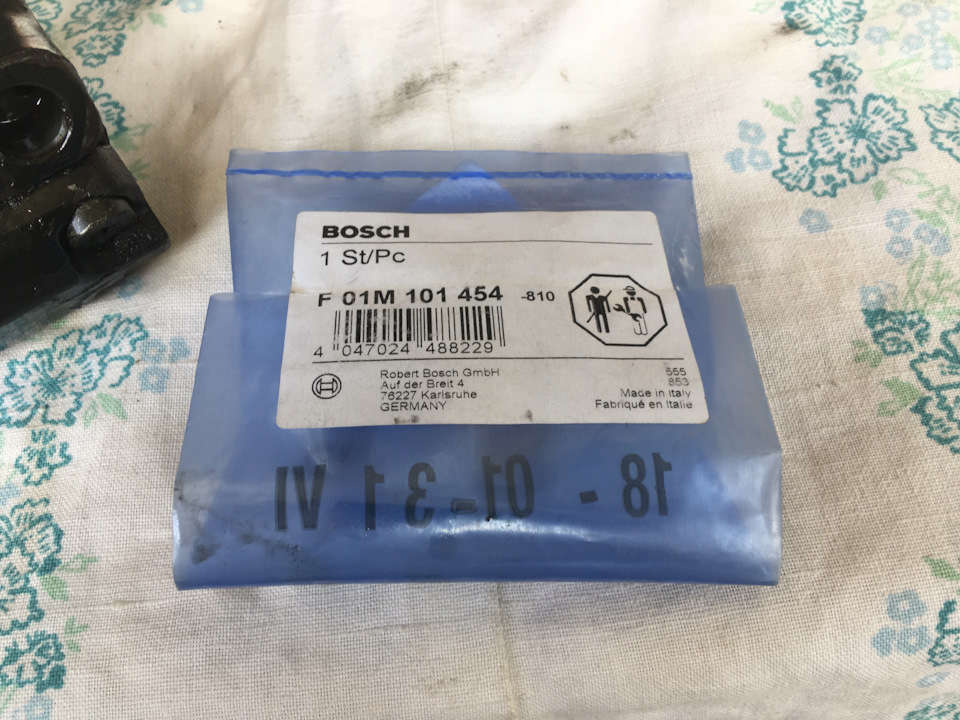 BOSCH
1 St/Pc
F 01M 101 454 -810
4 047024 488229
Robert Bosch GmbH
Auf der Breit 4
76227 Karlsruhe
GERMANY
555
853
Made in Italy
Fabriqué en Italie
18 - 01-31 VI